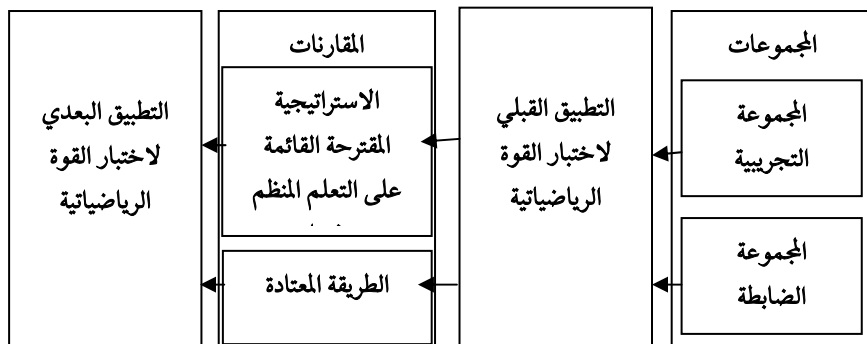 المجموعات
المجموعة
التجريبية
المجموعة
الضابطة
التطبيق القبلي
لاختبار القوة
الرياضياتية
المقارنات
الاستراتيجية
المقترحة القائمة
على التعلم المنظم
الطريقة المعتادة
التطبيق البعدي
لاختبار القوة
الرياضياتية